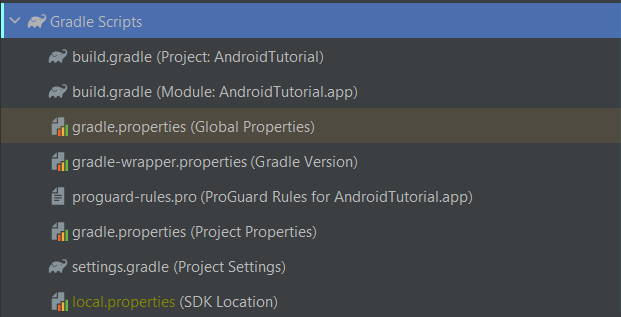 Gradle Scripts
build.gradle (Project: AndroidTutorial)
build.gradle (Module: AndroidTutorial.app)
gradle.properties (Global Properties)
gradle-wrapper.properties (Gradle Version)
proguard-rules.pro (ProGuard Rules for AndroidTutorial.app)
gradle.properties (Project Properties)
settings.gradle (Project Settings)
local.properties (SDK Location)